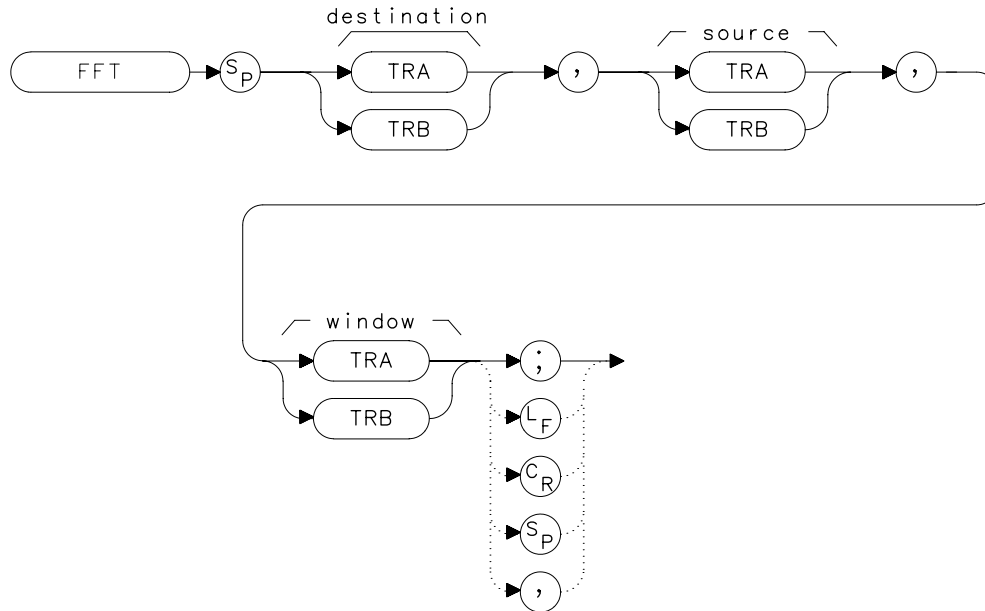 destination
source
FFT SP TRA , TRA ,
TRB TRB
window
TRA ;
TRB LF
CR
SP
,